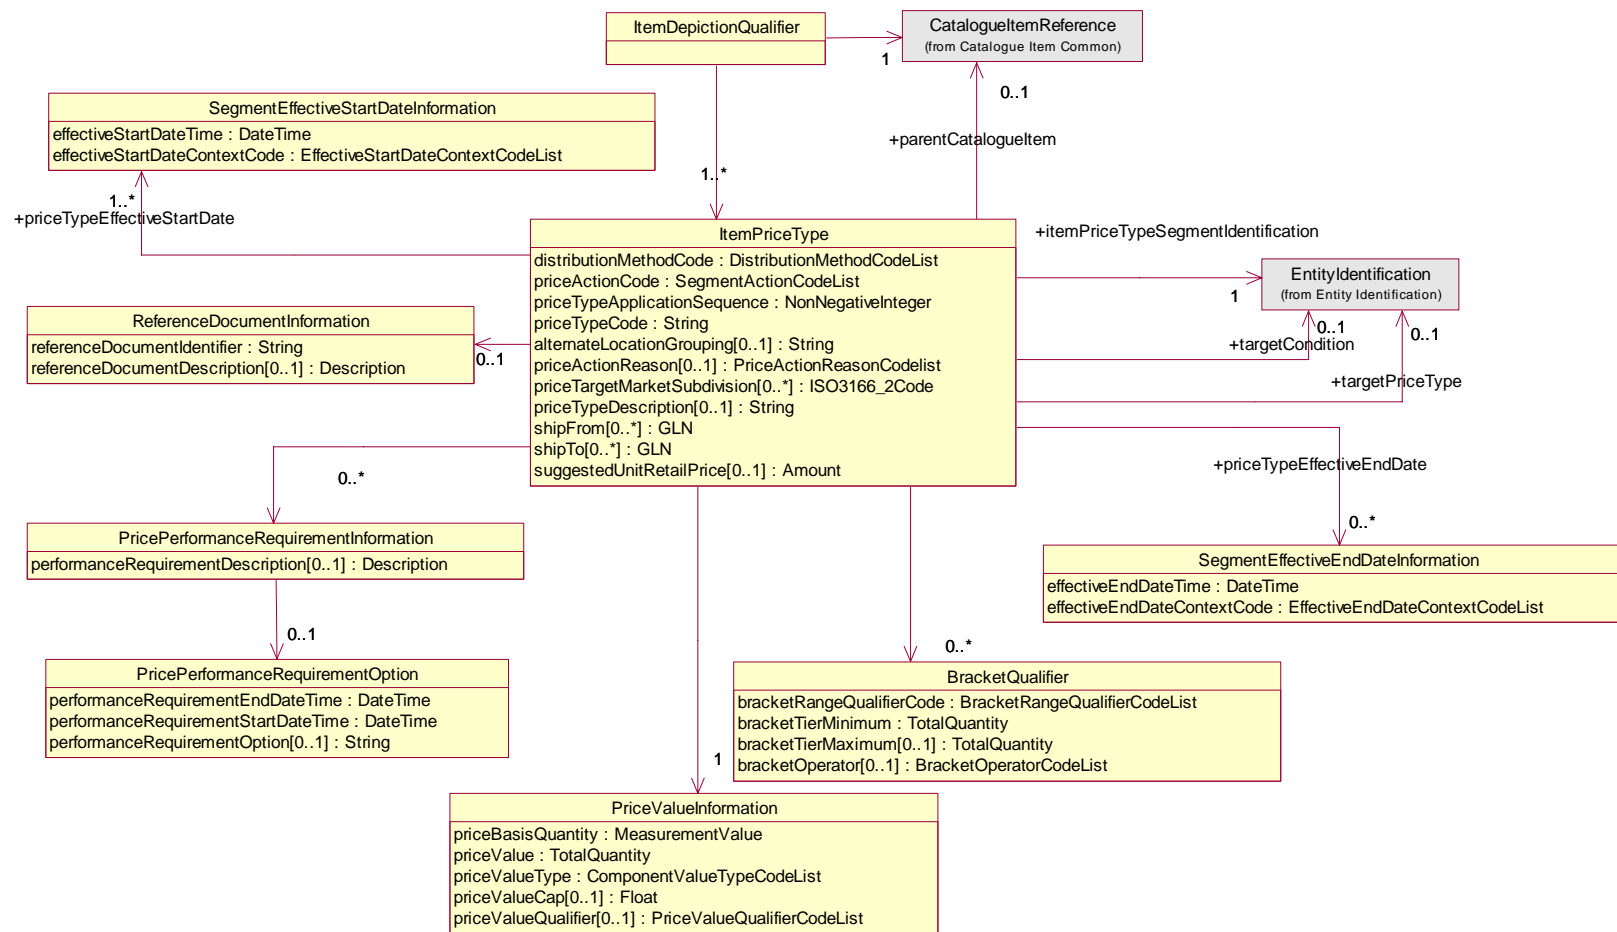 ItemDepictionQualifier
CatalogueItemReference
(from Catalogue Item Common)
1
0..1
+parentCatalogueItem
1..*
SegmentEffectiveStartDateInformation
effectiveStartDateTime : DateTime
effectiveStartDateContextCode : EffectiveStartDateContextCodeList
1..*
+priceTypeEffectiveStartDate
ItemPriceType
distributionMethodCode : DistributionMethodCodeList
priceActionCode : SegmentActionCodeList
priceTypeApplicationSequence : NonNegativeInteger
priceTypeCode : String
alternateLocationGrouping[0..1] : String
priceActionReason[0..1] : PriceActionReasonCodelist
priceTargetMarketSubdivision[0..*] : ISO3166_2Code
priceTypeDescription[0..1] : String
shipFrom[0..*] : GLN
shipTo[0..*] : GLN
suggestedUnitRetailPrice[0..1] : Amount
+itemPriceTypeSegmentIdentification
1
EntityIdentification
(from Entity Identification)
0..1
+targetCondition
0..1
+targetPriceType
ReferenceDocumentInformation
referenceDocumentIdentifier : String
referenceDocumentDescription[0..1] : Description
0..1
+priceTypeEffectiveEndDate
0..*
SegmentEffectiveEndDateInformation
effectiveEndDateTime : DateTime
effectiveEndDateContextCode : EffectiveEndDateContextCodeList
0..*
PricePerformanceRequirementInformation
performanceRequirementDescription[0..1] : Description
0..1
PricePerformanceRequirementOption
performanceRequirementEndDateTime : DateTime
performanceRequirementStartDateTime : DateTime
performanceRequirementOption[0..1] : String
0..*
BracketQualifier
bracketRangeQualifierCode : BracketRangeQualifierCodeList
bracketTierMinimum : TotalQuantity
bracketTierMaximum[0..1] : TotalQuantity
bracketOperator[0..1] : BracketOperatorCodeList
1
PriceValueInformation
priceBasisQuantity : MeasurementValue
priceValue : TotalQuantity
priceValueType : ComponentValueTypeCodeList
priceValueCap[0..1] : Float
priceValueQualifier[0..1] : PriceValueQualifierCodeList